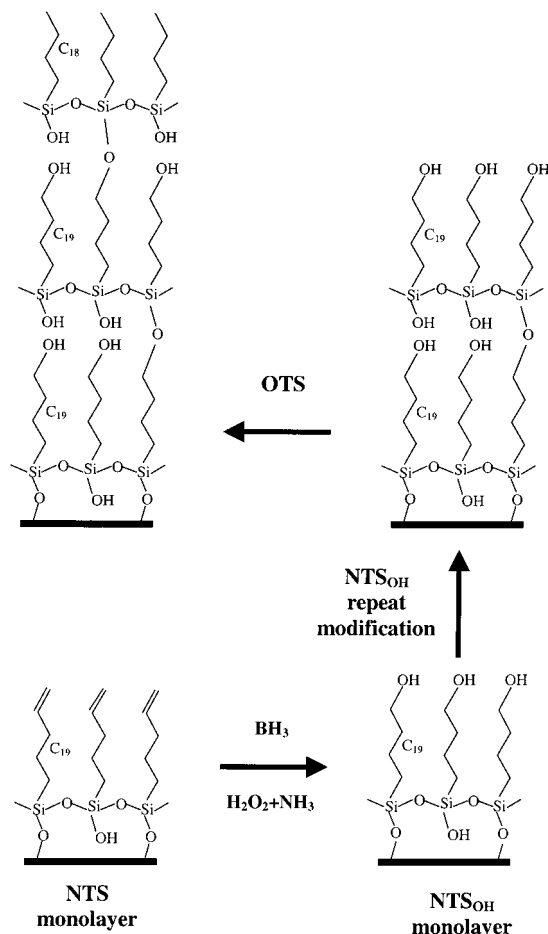 C18
Si O Si O Si
OH OH
O
OH OH
C19
Si O Si O Si
OH OH
O
OH OH
C19
Si O Si O Si
O OH O
OTS
OH OH OH
C19
Si O Si O Si
OH OH
O
OH OH
C19
Si O Si O Si
O OH O
NTSOH
repeat
modification
C19
Si O Si O Si
O OH O
NTS
monolayer
BH3
H2O2+NH3
OH OH OH
C19
Si O Si O Si
O OH O
NTSOH
monolayer